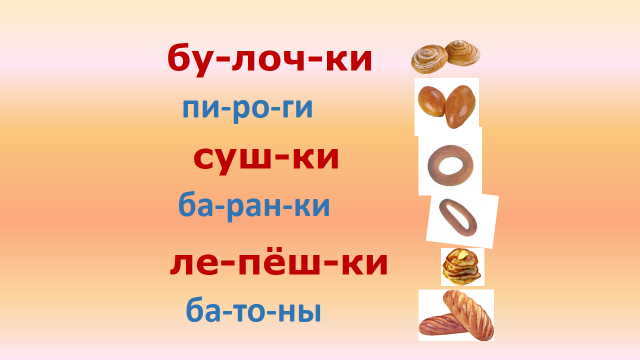 бу-лоч-ки
пи-ро-ги
суш-ки
ба-ран-ки
ле-пёш-ки
ба-то-ны